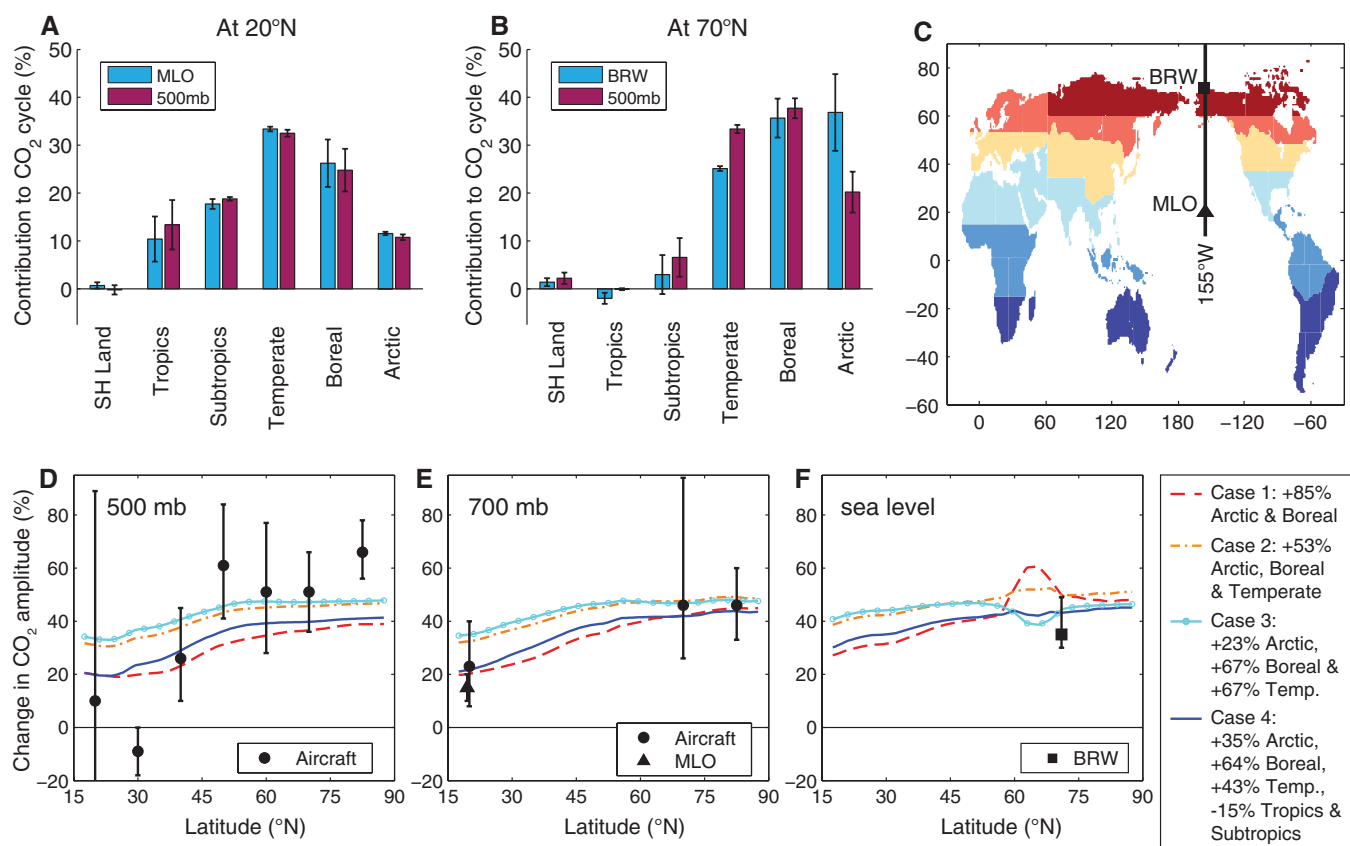 A
At 20°N
Contribution to CO2 cycle (%)
50
40
30
20
10
0
MLO
500mb
SH Land
Tropics
Subtropics
Temperate
Boreal
Arctic
B
At 70°N
Contribution to CO2 cycle (%)
50
40
30
20
10
0
BRW
500mb
SH Land
Tropics
Subtropics
Temperate
Boreal
Arctic
C
80
60
40
20
0
−20
−40
−60
BRW
MLO
155°W
0
60
120
180
−120
−60
D
500 mb
Change in CO2 amplitude (%)
80
60
40
20
0
−20
Aircraft
15
30
45
60
75
90
Latitude (°N)
E
700 mb
80
60
40
20
0
−20
Aircraft
MLO
15
30
45
60
75
90
Latitude (°N)
F
sea level
80
60
40
20
0
−20
BRW
15
30
45
60
75
90
Latitude (°N)
Case 1: +85%
Arctic & Boreal
Case 2: +53%
Arctic, Boreal
& Temperate
Case 3:
+23% Arctic,
+67% Boreal &
+67% Temp.
Case 4:
+35% Arctic,
+64% Boreal,
+43% Temp.,
-15% Tropics &
Subtropics